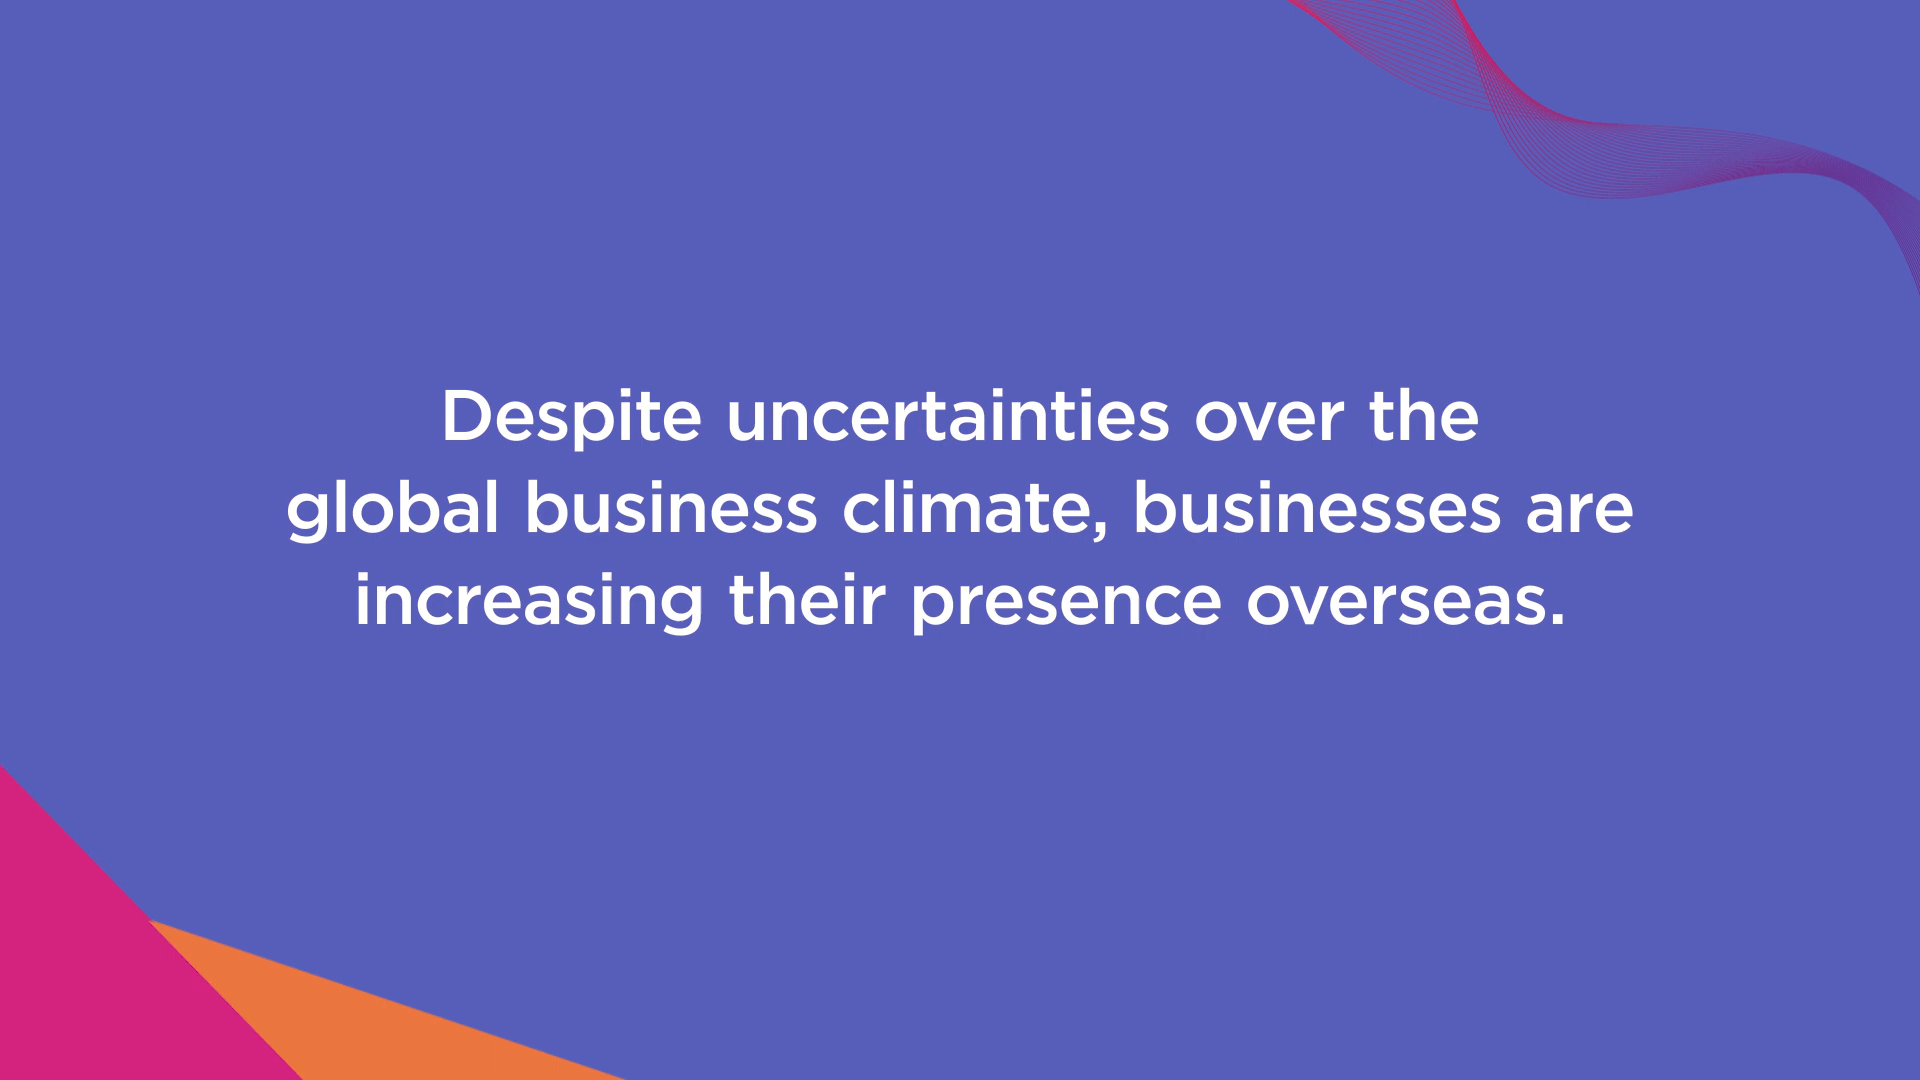 Despite uncertainties over the
global business climate, businesses are
increasing their presence overseas.